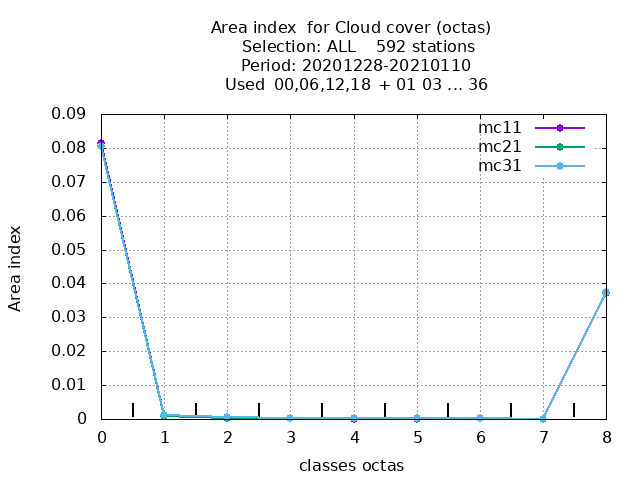 Area index  for Cloud cover (octas)
Selection: ALL    592 stations
Period: 20201228-20210110
Used  00,06,12,18  + 01 03 ... 36
mc11
mc21
mc31
0.09
0.08
0.07
0.06
0.05
0.04
0.03
0.02
0.01
0
Area index
0 1 2 3 4 5 6 7 8
classes octas